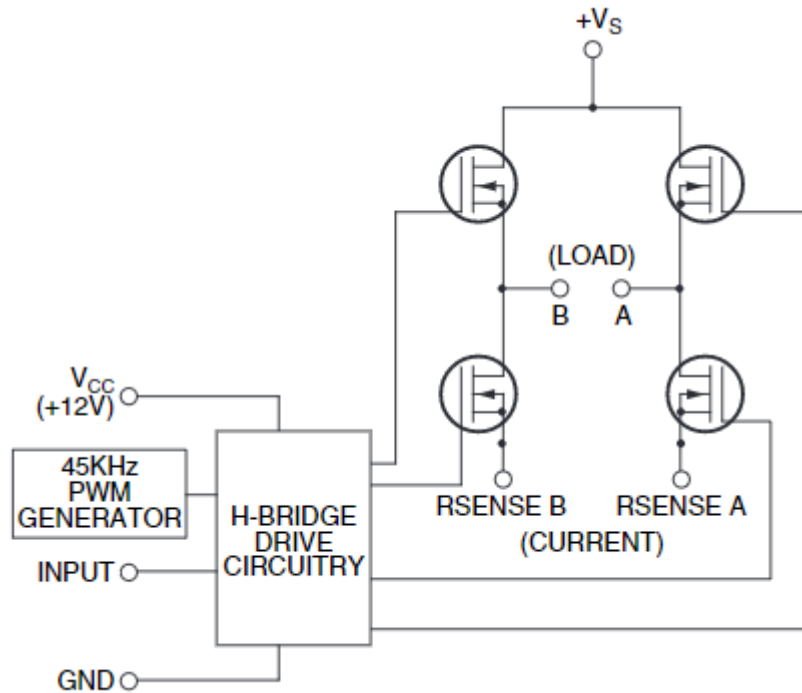 +VS
(LOAD)
B
A
VCC
(+12V)
45KHz
PWM
GENERATOR
H-BRIDGE
DRIVE
CIRCUITRY
RSENSE B
RSENSE A
(CURRENT)
INPUT
GND